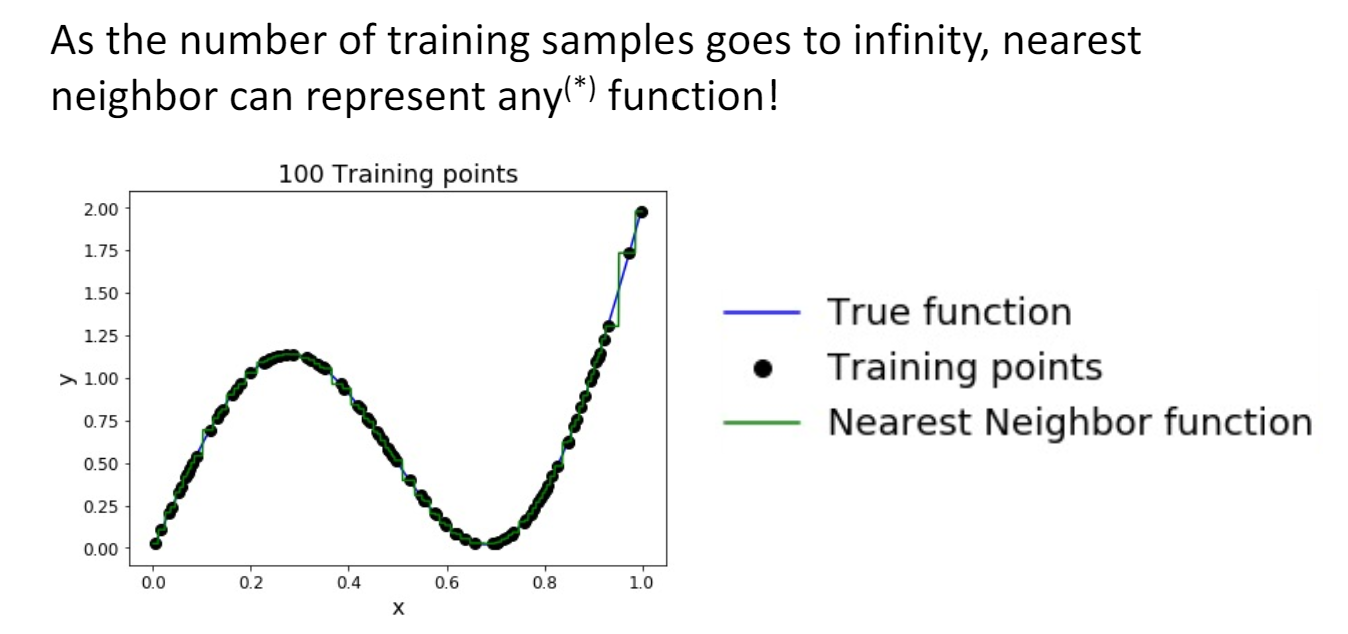 As the number of training samples goes to infinity, nearest
neighbor can represent any(*) function!
100 Training points
2.00
1.75
1.50
1.25
1.00
0.75
0.50
0.25
0.00
y
0.0 0.2 0.4 0.6 0.8 1.0
x
True function
Training points
Nearest Neighbor function